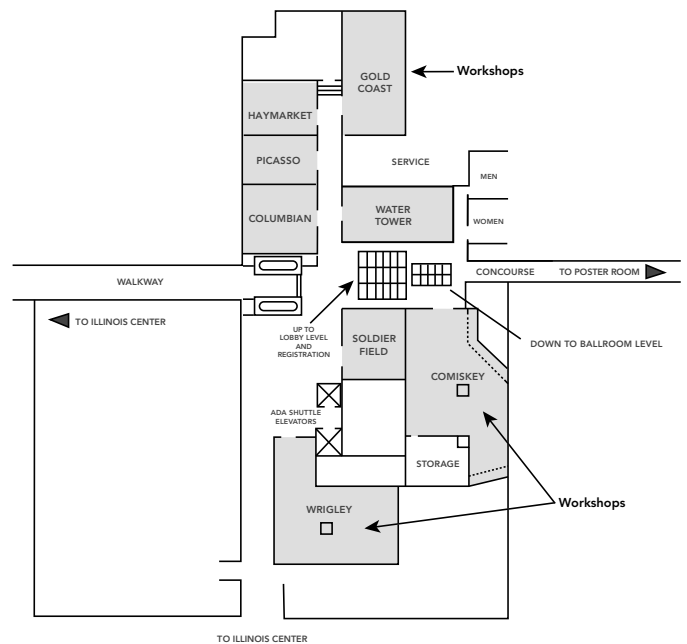 GOLD
COAST
Workshops
HAYMARKET
PICASSO
SERVICE
MEN
COLUMBIAN
WATER
TOWER
WOMEN
WALKWAY
CONCOURSE
TO POSTER ROOM
TO ILLINOIS CENTER
UP TO
LOBBY LEVEL
AND
REGISTRATION
SOLDIER
FIELD
DOWN TO BALLROOM LEVEL
COMISKEY
ADA SHUTTLE
ELEVATORS
STORAGE
WRIGLEY
Workshops
TO ILLINOIS CENTER